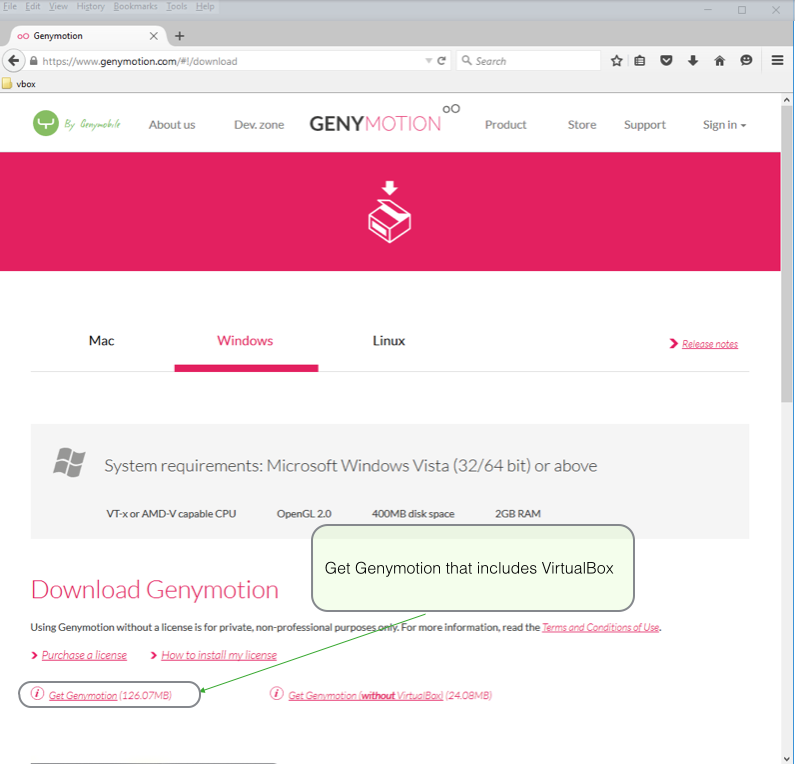 File Edit View History Bookmarks Tools Help
Genymotion
https://www.genymotion.com/#!/download
Search
vbox
By Genymobile About us Dev. zone GENYMOTION Product Store Support Sign in
Mac Windows Linux Release notes
System requirements: Microsoft Windows Vista (32/64 bit) or above
VT-x or AMD-V capable CPU OpenGL 2.0 400MB disk space 2GB RAM
Get Genymotion that includes VirtualBox
Download Genymotion
Using Genymotion without a license is for private, non-professional purposes only. For more information, read the Terms and Conditions of Use.
Purchase a license How to install my license
Get Genymotion (126.07MB) Get Genymotion (without VirtualBox) (24.08MB)